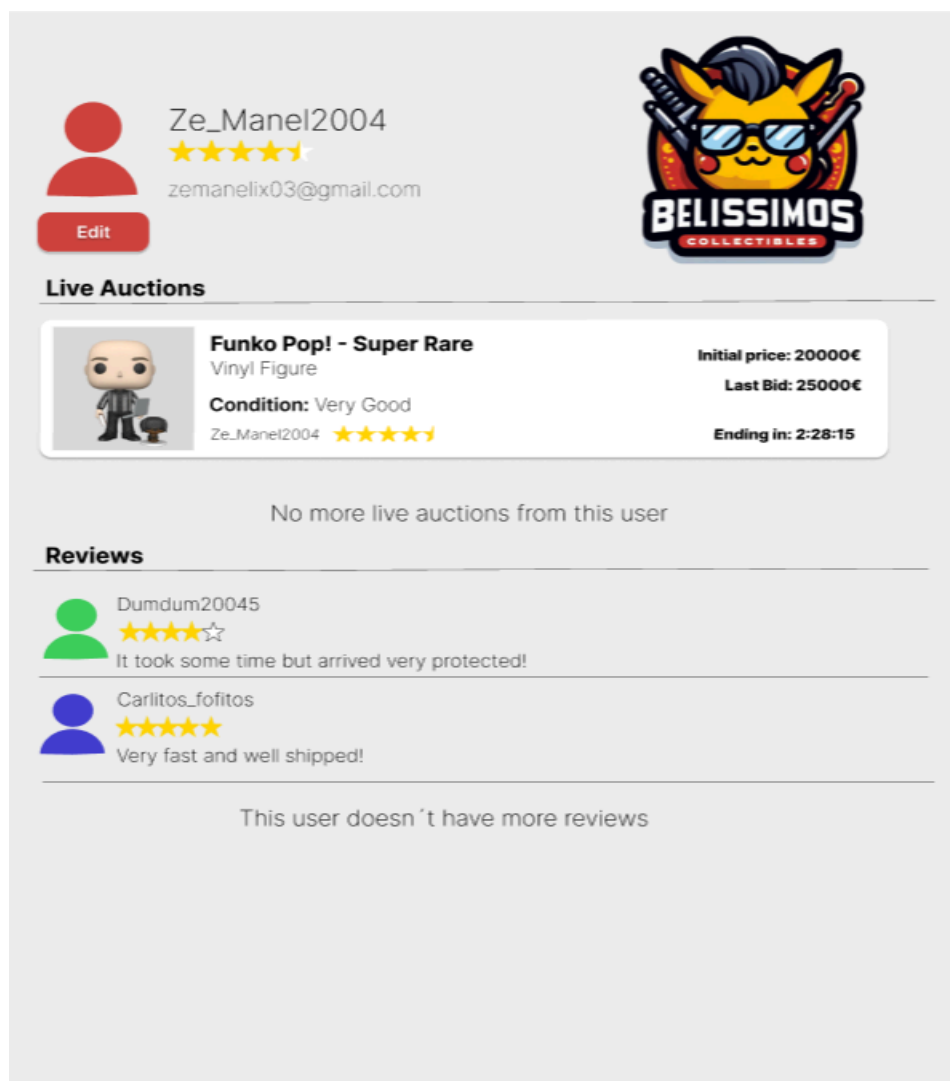 Ze_Manel2004
zemanelix03@gmail.com
Edit
BELISSIMOS
COLLECTIBLES
Live Auctions
Funko Pop! - Super Rare
Vinyl Figure
Condition: Very Good
Ze_Manel2004
Initial price: 20000€
Last Bid: 25000€
Ending in: 2:28:15
No more live auctions from this user
Reviews
Dumdum20045
It took some time but arrived very protected!
Carlitos_fofitos
Very fast and well shipped!
This user doesn´t have more reviews